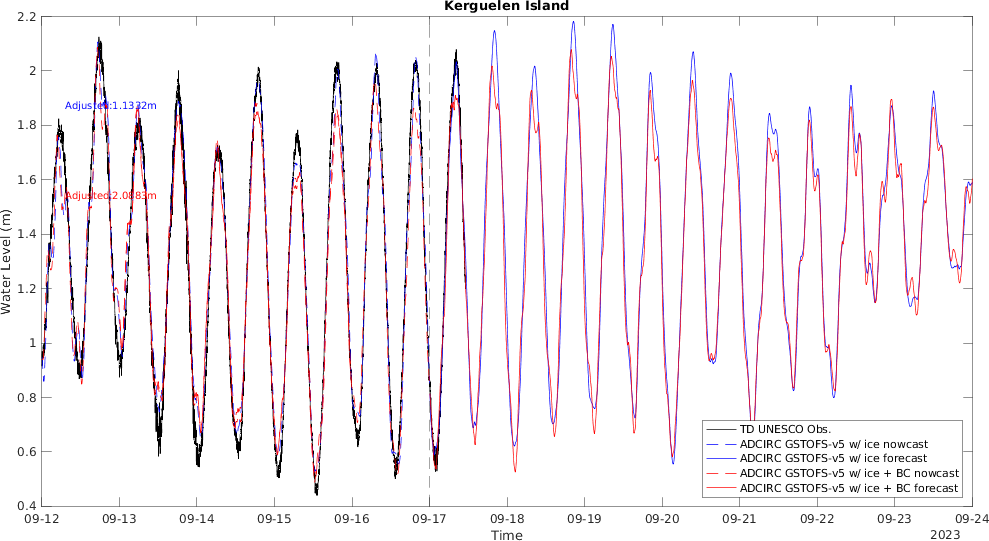 Kerguelen Island
2.2
2
1.8
1.6
1.4
1.2
1
0.8
0.6
0.4
Water Level (m)
Adjusted:1.1332m
Adjusted:2.0883m
TD UNESCO Obs.
ADCIRC GSTOFS-v5 w/ ice nowcast
ADCIRC GSTOFS-v5 w/ ice forecast
ADCIRC GSTOFS-v5 w/ ice + BC nowcast
ADCIRC GSTOFS-v5 w/ ice + BC forecast
09-12 09-13 09-14 09-15 09-16 09-17 09-18 09-19 09-20 09-21 09-22 09-23 09-24
Time
2023